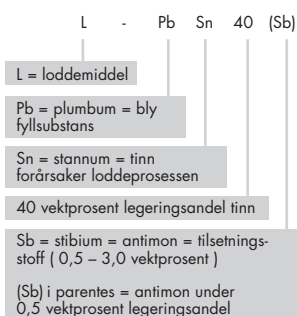 L - Pb Sn 40 (Sb)
L = loddemiddel
Pb = plumbum = bly
fyllsubstans
Sn = stannum = tinn
forårsaker loddeprosessen
40 vektprosent legeringsandel tinn
Sb = stibium = antimon = tilsetnings-
stoff ( 0,5 – 3,0 vektprosent )
(Sb) i parentes = antimon under
0,5 vektprosent legeringsandel